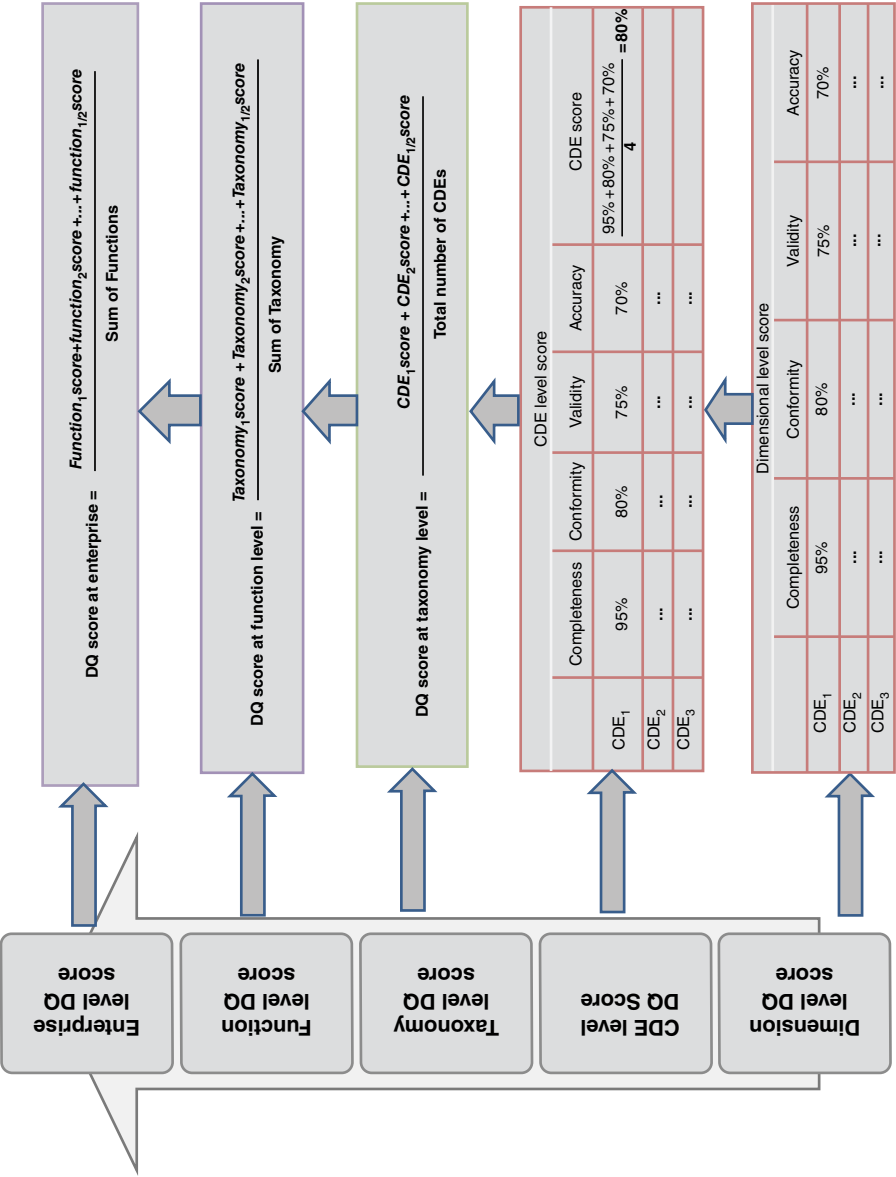 Enterprise
level DQ
score
DQ score at enterprise =
Function₁score+function₂score +...+function₁/₂score
Sum of Functions
Function
level DQ
score
DQ score at function level =
Taxonomy₁score + Taxonomy₂score +...+Taxonomy₁/₂score
Sum of Taxonomy
Taxonomy
level DQ
score
DQ score at taxonomy level =
CDE₁score + CDE₂score +...+ CDE₁/₂score
Total number of CDEs
CDE level
DQ Score
CDE level score
Completeness Conformity Validity Accuracy CDE score
CDE₁ 95% 80% 75% 70% 95% + 80% + 75% + 70% = 80%
4
CDE₂ ... ... ...
CDE₃ ... ... ...
Dimension
level DQ
score
Dimensional level score
Completeness Conformity Validity Accuracy
CDE₁ 95% 80% 75% 70%
CDE₂ ... ... ... ...
CDE₃ ... ... ... ...